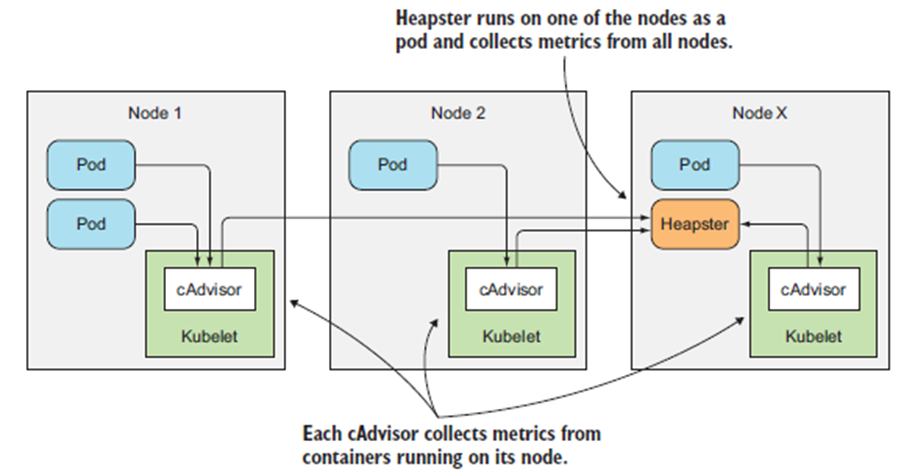 Heapster runs on one of the nodes as a
pod and collects metrics from all nodes.
Node 1
Node 2
Node X
Pod
Pod
Pod
Pod
Heapster
cAdvisor
cAdvisor
cAdvisor
Kubelet
Kubelet
Kubelet
Each cAdvisor collects metrics from
containers running on its node.